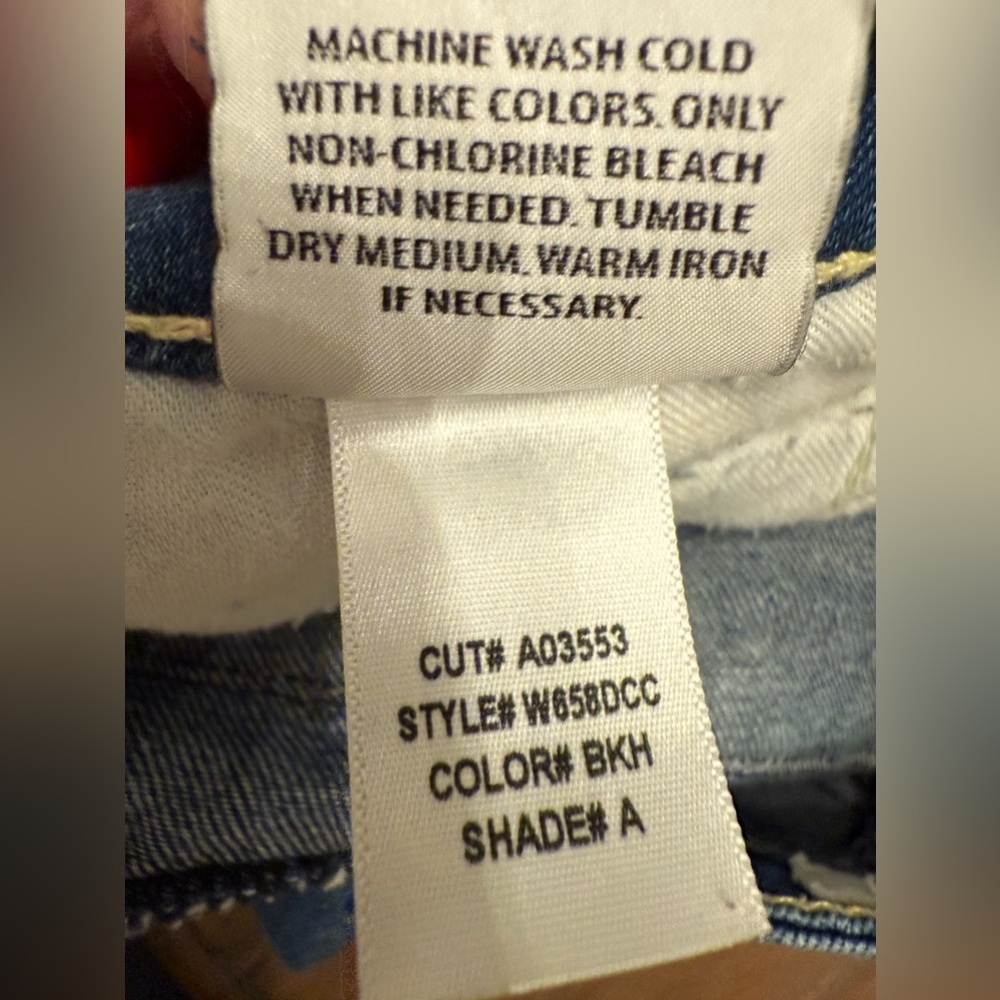 MACHINE WASH COLD
WITH LIKE COLORS. ONLY
NON-CHLORINE BLEACH
WHEN NEEDED. TUMBLE
DRY MEDIUM. WARM IRON
IF NECESSARY.
CUT# A03553
STYLE# W658DCC
COLOR# BKH
SHADE# A